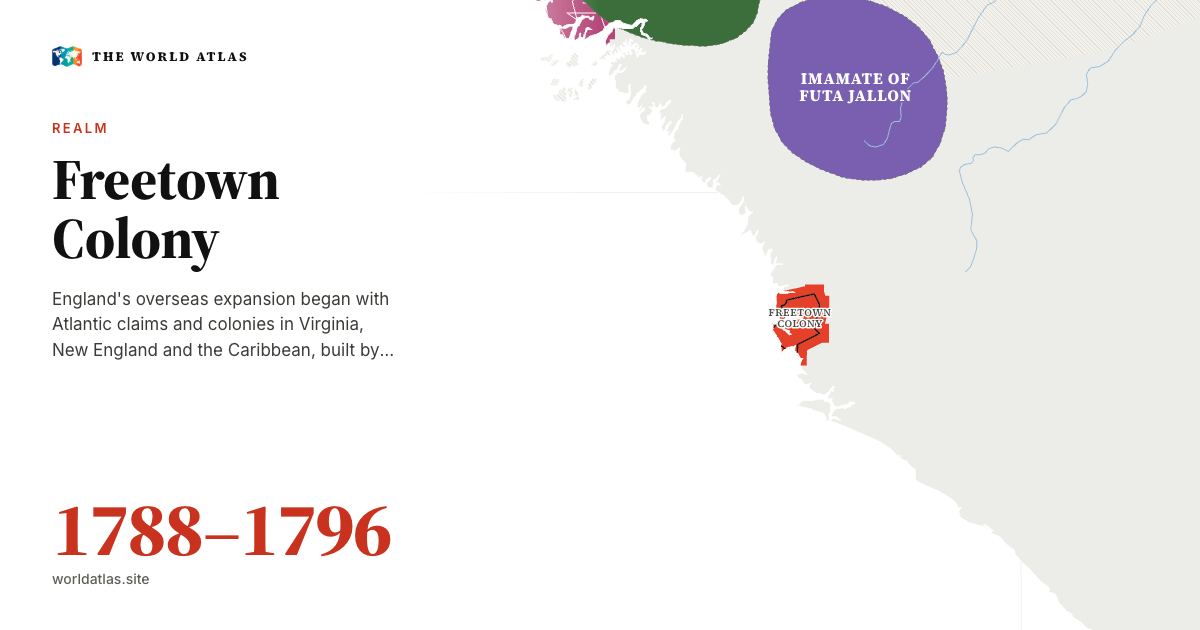 THE WORLD ATLAS
REALM
Freetown
Colony
England's overseas expansion began with
Atlantic claims and colonies in Virginia,
New England and the Caribbean, built by...
1788–1796
worldatlas.site
IMAMATE OF
FUTA JALLON
FREETOWN
COLONY